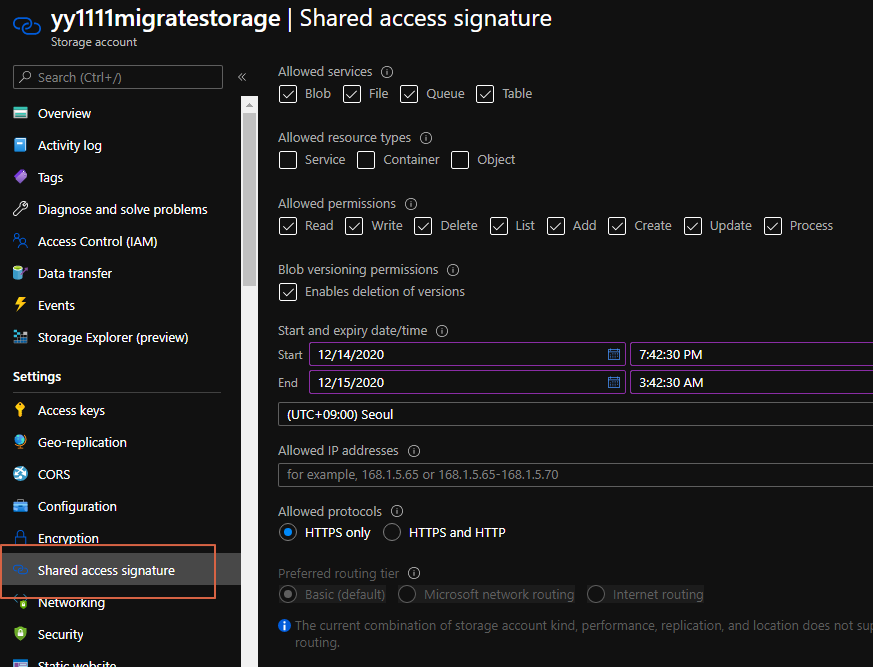 yy1111migratestorage | Shared access signature
Storage account
Search (Ctrl+/)
«
Overview
Activity log
Tags
Diagnose and solve problems
Access Control (IAM)
Data transfer
Events
Storage Explorer (preview)
Settings
Access keys
Geo-replication
CORS
Configuration
Encryption
Shared access signature
Networking
Security
Static website
Allowed services
Blob File Queue Table
Allowed resource types
Service Container Object
Allowed permissions
Read Write Delete List Add Create Update Process
Blob versioning permissions
Enables deletion of versions
Start and expiry date/time
Start 12/14/2020 7:42:30 PM
End 12/15/2020 3:42:30 AM
(UTC+09:00) Seoul
Allowed IP addresses
for example, 168.1.5.65 or 168.1.5.65-168.1.5.70
Allowed protocols
HTTPS only HTTPS and HTTP
Preferred routing tier
Basic (default) Microsoft network routing Internet routing
The current combination of storage account kind, performance, replication, and location does not sup
routing.